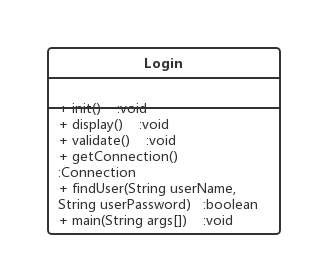 Login
+ init() :void
+ display() :void
+ validate() :void
+ getConnection()
:Connection
+ findUser(String userName,
String userPassword) :boolean
+ main(String args[]) :void